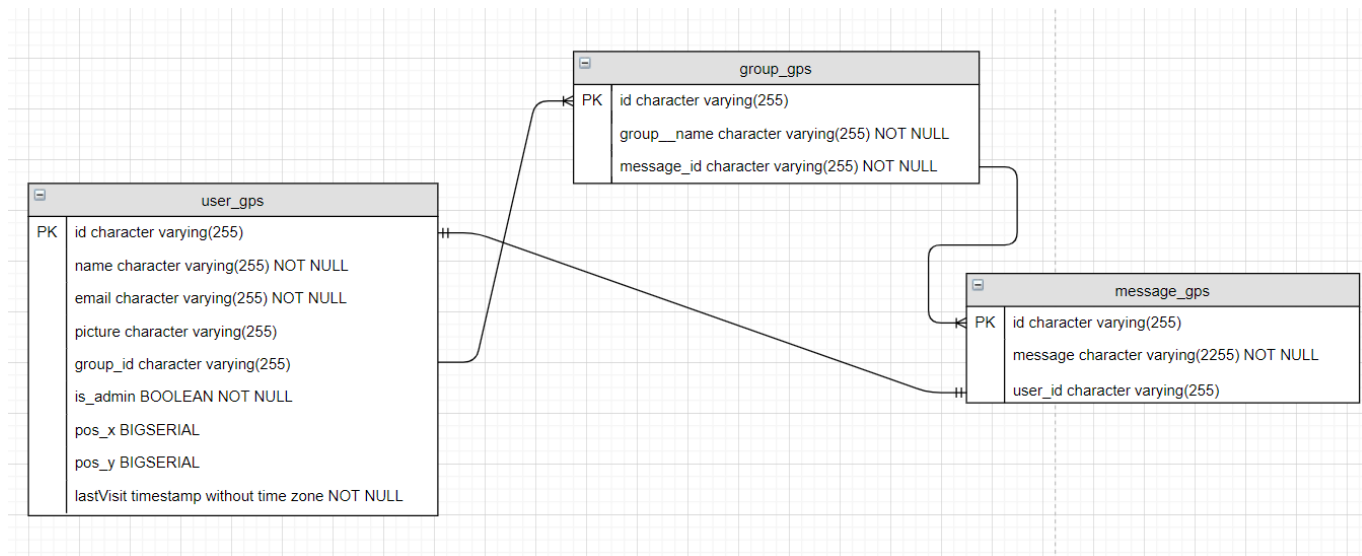 group_gps
PK id character varying(255)
group__name character varying(255) NOT NULL
message_id character varying(255) NOT NULL
user_gps
PK id character varying(255)
name character varying(255) NOT NULL
email character varying(255) NOT NULL
picture character varying(255)
group_id character varying(255)
is_admin BOOLEAN NOT NULL
pos_x BIGSERIAL
pos_y BIGSERIAL
lastVisit timestamp without time zone NOT NULL
message_gps
PK id character varying(255)
message character varying(2255) NOT NULL
user_id character varying(255)